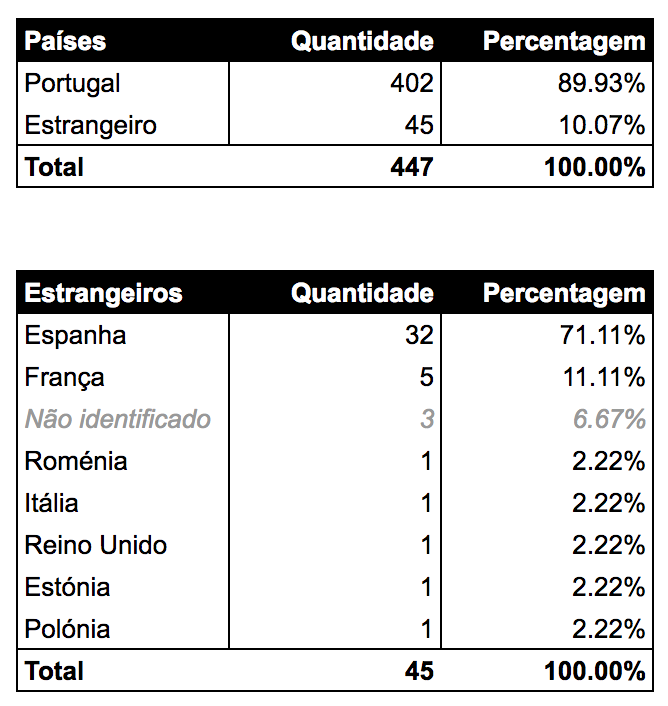 Países Quantidade Percentagem
Portugal 402 89.93%
Estrangeiro 45 10.07%
Total 447 100.00%
Estrangeiros Quantidade Percentagem
Espanha 32 71.11%
França 5 11.11%
Não identificado 3 6.67%
Roménia 1 2.22%
Itália 1 2.22%
Reino Unido 1 2.22%
Estónia 1 2.22%
Polónia 1 2.22%
Total 45 100.00%